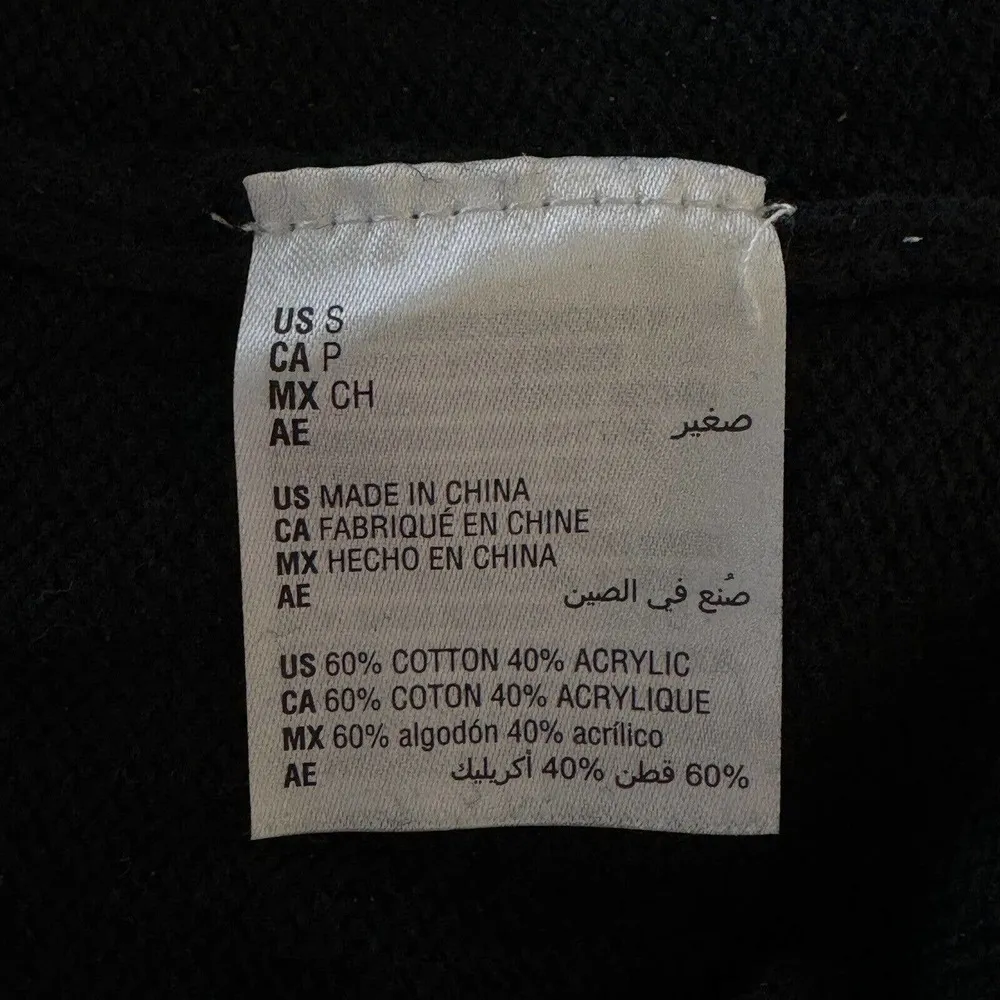 US S
CA P
MX CH
AE صغير
US MADE IN CHINA
CA FABRIQUÉ EN CHINE
MX HECHO EN CHINA
AE صُنع في الصين
US 60% COTTON 40% ACRYLIC
CA 60% COTON 40% ACRYLIQUE
MX 60% algodón 40% acrílico
AE 60% قطن 40% أكريليك